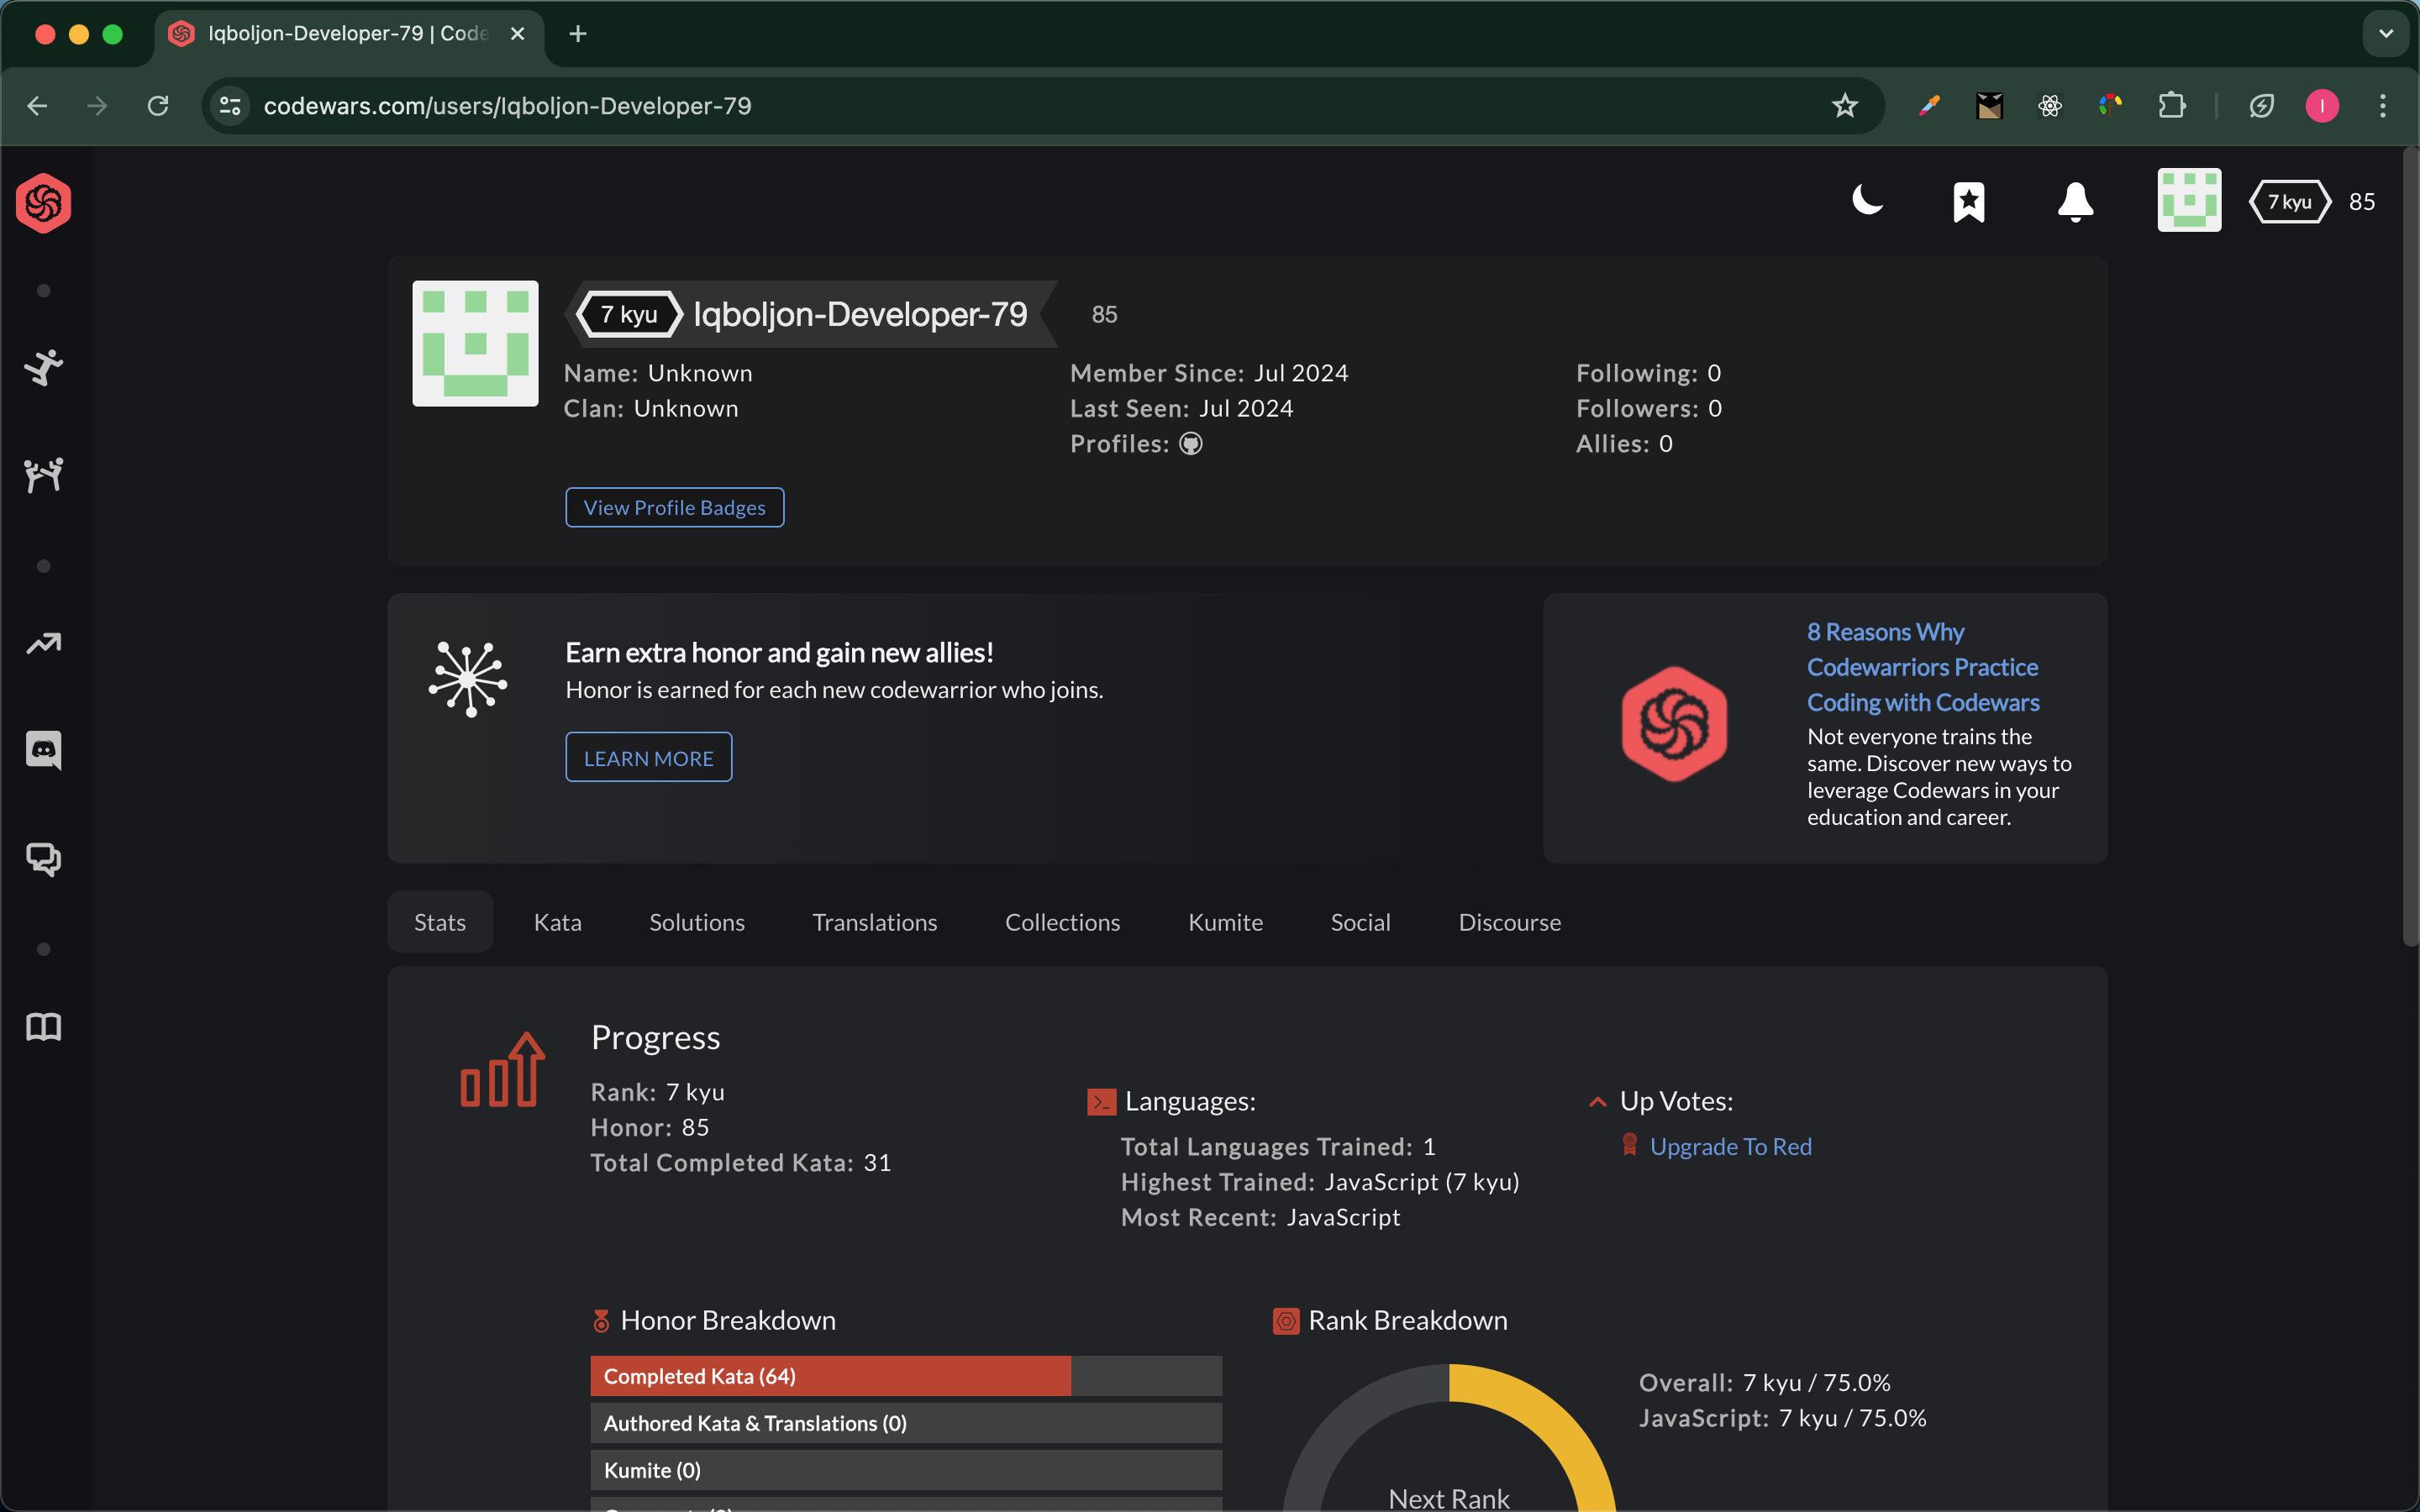 Iqboljon-Developer-79 | Code
codewars.com/users/Iqboljon-Developer-79
I
7 kyu 85
7 kyu Iqboljon-Developer-79 85
Name: Unknown
Clan: Unknown
Member Since: Jul 2024
Last Seen: Jul 2024
Profiles:
Following: 0
Followers: 0
Allies: 0
View Profile Badges
Earn extra honor and gain new allies!
Honor is earned for each new codewarrior who joins.
LEARN MORE
8 Reasons Why
Codewarriors Practice
Coding with Codewars
Not everyone trains the
same. Discover new ways to
leverage Codewars in your
education and career.
Stats Kata Solutions Translations Collections Kumite Social Discourse
Progress
Rank: 7 kyu
Honor: 85
Total Completed Kata: 31
Languages:
Total Languages Trained: 1
Highest Trained: JavaScript (7 kyu)
Most Recent: JavaScript
Up Votes:
Upgrade To Red
Honor Breakdown
Completed Kata (64)
Authored Kata & Translations (0)
Kumite (0)
Rank Breakdown
Overall: 7 kyu / 75.0%
JavaScript: 7 kyu / 75.0%
Next Rank